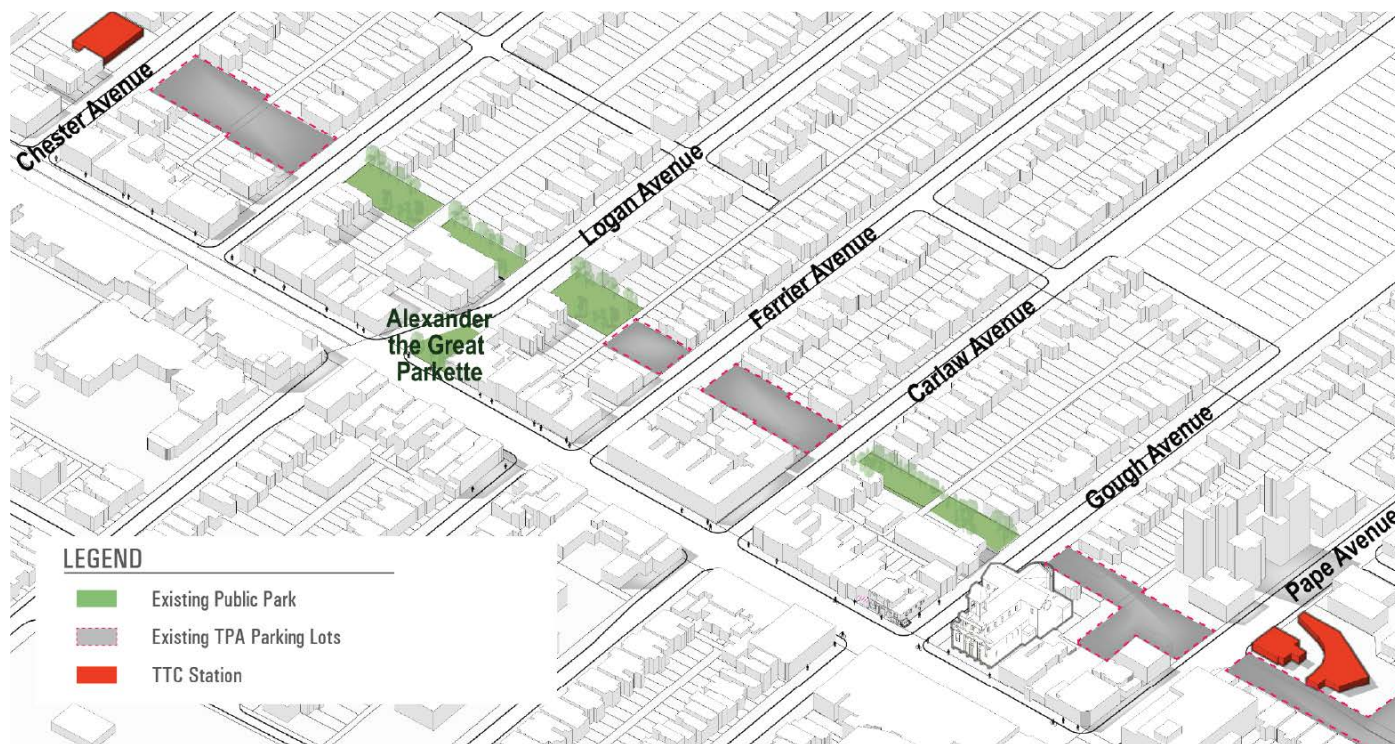 Chester Avenue
Logan Avenue
Alexander
the Great
Parkette
Ferrier Avenue
Carlaw Avenue
Gough Avenue
Pape Avenue
LEGEND
Existing Public Park
Existing TPA Parking Lots
TTC Station